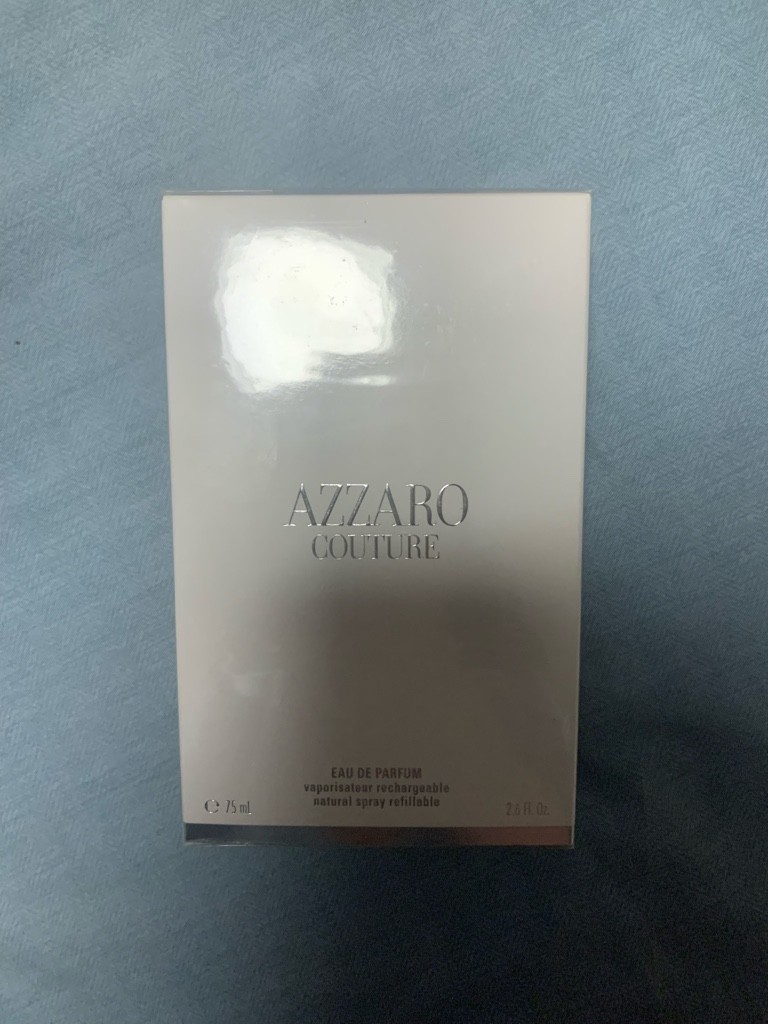 AZZARO
COUTURE
EAU DE PARFUM
vaporisateur rechargeable
natural spray refillable
℮ 75 mL
2.6 Fl. Oz.